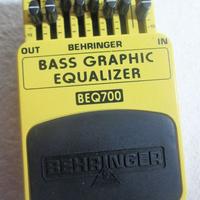 OUT BEHRINGER IN
BASS GRAPHIC
EQUALIZER
BEQ700
BEHRINGER